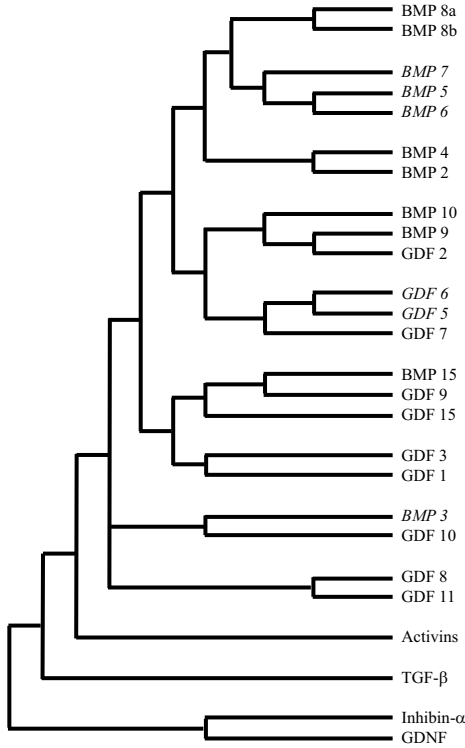 BMP 8a
BMP 8b
BMP 7
BMP 5
BMP 6
BMP 4
BMP 2
BMP 10
BMP 9
GDF 2
GDF 6
GDF 5
GDF 7
BMP 15
GDF 9
GDF 15
GDF 3
GDF 1
BMP 3
GDF 10
GDF 8
GDF 11
Activins
TGF-β
Inhibin-α
GDNF